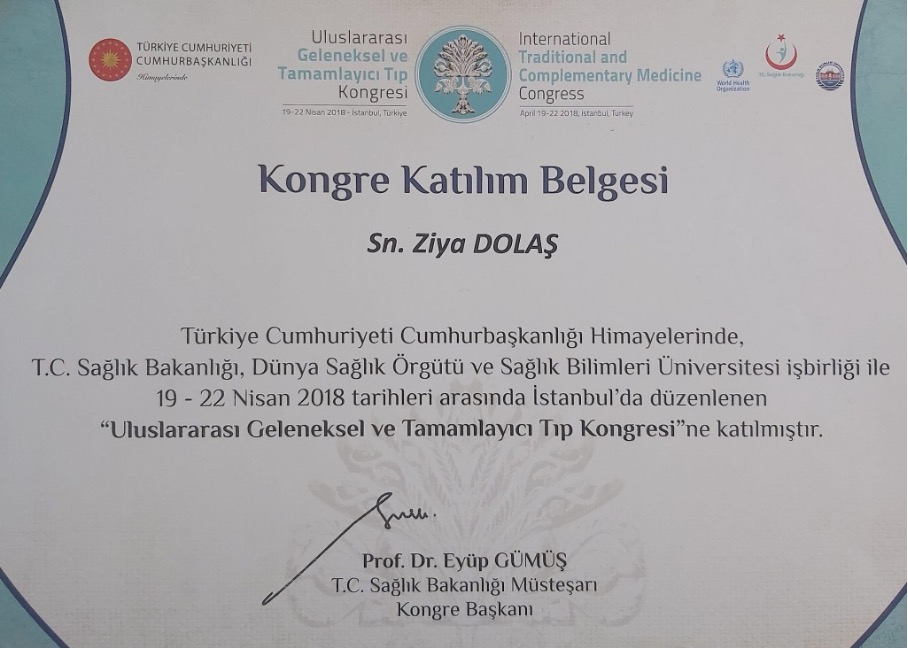 TÜRKİYE CUMHURİYETİ
CUMHURBAŞKANLIĞI
Himayelerinde
Uluslararası
Geleneksel ve
Tamamlayıcı Tıp
Kongresi
19-22 Nisan 2018 - İstanbul, Türkiye
International
Traditional and
Complementary Medicine
Congress
April 19-22 2018, Istanbul, Turkey
World Health
Organization
T.C. Sağlık Bakanlığı
Kongre Katılım Belgesi
Sn. Ziya DOLAŞ
Türkiye Cumhuriyeti Cumhurbaşkanlığı Himayelerinde,
T.C. Sağlık Bakanlığı, Dünya Sağlık Örgütü ve Sağlık Bilimleri Üniversitesi işbirliği ile
19 - 22 Nisan 2018 tarihleri arasında İstanbul’da düzenlenen
“Uluslararası Geleneksel ve Tamamlayıcı Tıp Kongresi”ne katılmıştır.
Prof. Dr. Eyüp GÜMÜŞ
T.C. Sağlık Bakanlığı Müsteşarı
Kongre Başkanı